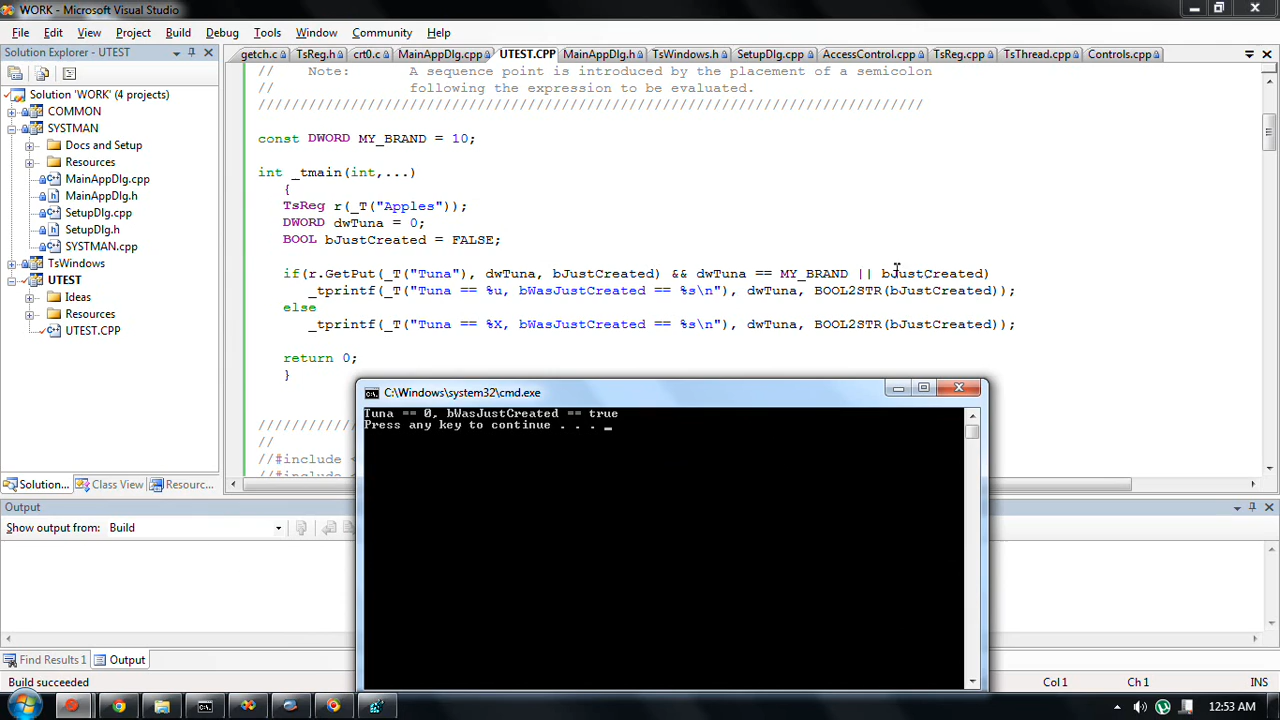 WORK - Microsoft Visual Studio
File Edit View Project Build Debug Tools Window Community Help
Solution Explorer - UTEST
getch.c TsReg.h crt0.c MainAppDlg.cpp UTEST.CPP MainAppDlg.h TsWindows.h SetupDlg.cpp AccessControl.cpp TsReg.cpp TsThread.cpp Controls.cpp
Solution 'WORK' (4 projects)
COMMON
SYSTMAN
Docs and Setup
Resources
MainAppDlg.cpp
MainAppDlg.h
SetupDlg.cpp
SetupDlg.h
SYSTMAN.cpp
TsWindows
UTEST
Ideas
Resources
UTEST.CPP
Solution... Class View Resourc...
// Note: A sequence point is introduced by the placement of a semicolon
// following the expression to be evaluated.
///////////////////////////////////////////////////////////////////////////////
const DWORD MY_BRAND = 10;
int _tmain(int,...)
{
TsReg r(_T("Apples"));
DWORD dwTuna = 0;
BOOL bJustCreated = FALSE;
if(r.GetPut(_T("Tuna"), dwTuna, bJustCreated) && dwTuna == MY_BRAND || bJustCreated)
_tprintf(_T("Tuna == %u, bWasJustCreated == %s\n"), dwTuna, BOOL2STR(bJustCreated));
else
_tprintf(_T("Tuna == %X, bWasJustCreated == %s\n"), dwTuna, BOOL2STR(bJustCreated));
return 0;
}
///////////
//
//#include <
C:\Windows\system32\cmd.exe
Tuna == 0, bWasJustCreated == true
Press any key to continue . . . _
Output
Show output from: Build
Find Results 1 Output
Build succeeded Col 1 Ch 1 INS
12:53 AM